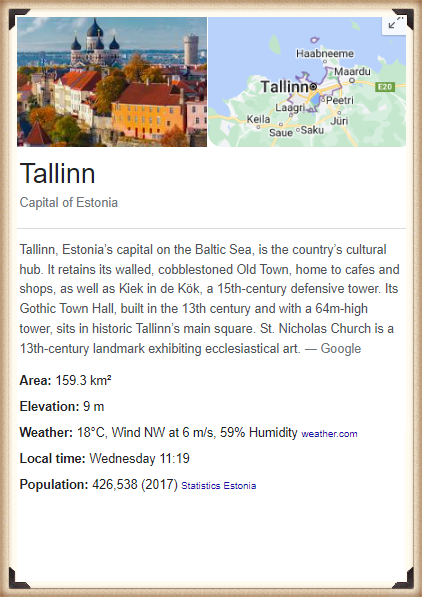 Haabneeme
Maardu
Tallinn
E20
Laagri
Peetri
Keila
Jüri
Saue
Saku
Tallinn
Capital of Estonia
Tallinn, Estonia’s capital on the Baltic Sea, is the country’s cultural
hub. It retains its walled, cobblestoned Old Town, home to cafes and
shops, as well as Kiek in de Kök, a 15th-century defensive tower. Its
Gothic Town Hall, built in the 13th century and with a 64m-high
tower, sits in historic Tallinn’s main square. St. Nicholas Church is a
13th-century landmark exhibiting ecclesiastical art. — Google
Area: 159.3 km²
Elevation: 9 m
Weather: 18°C, Wind NW at 6 m/s, 59% Humidity weather.com
Local time: Wednesday 11:19
Population: 426,538 (2017) Statistics Estonia